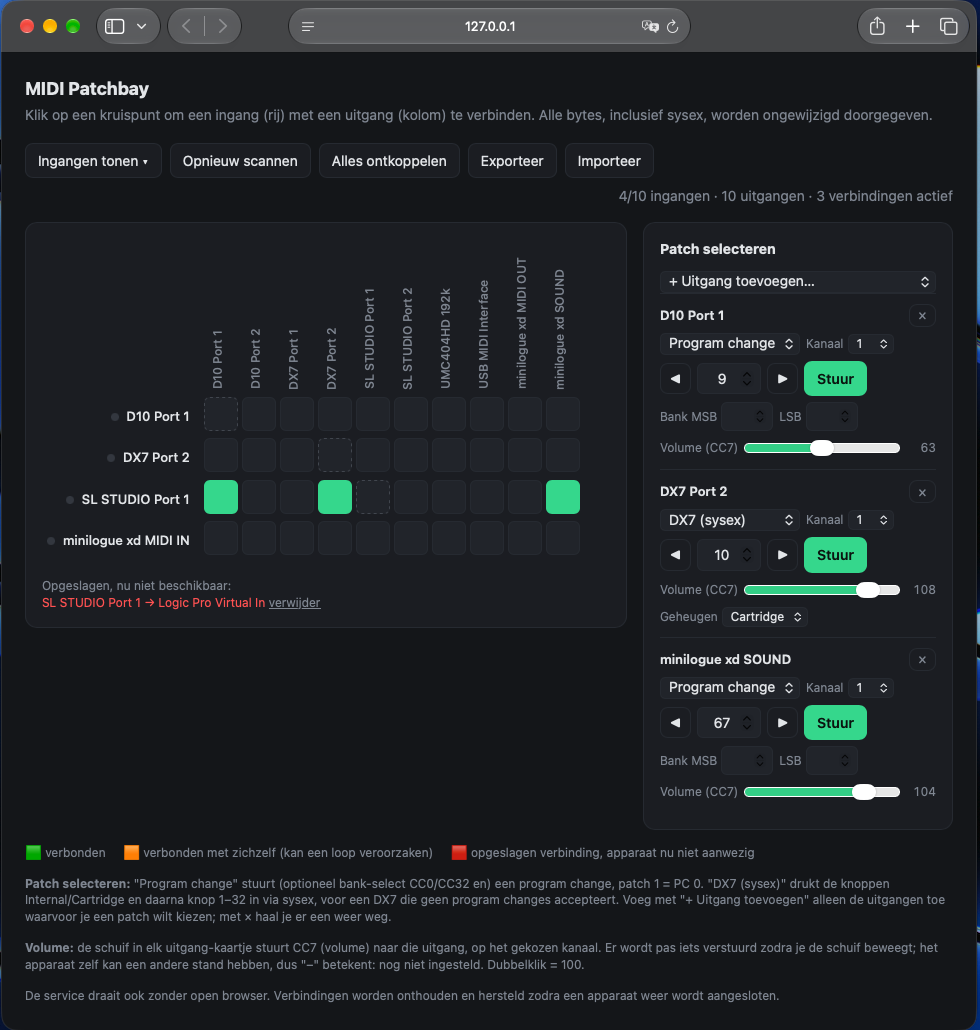 127.0.0.1
MIDI Patchbay
Klik op een kruispunt om een ingang (rij) met een uitgang (kolom) te verbinden. Alle bytes, inclusief sysex, worden ongewijzigd doorgegeven.
Ingangen tonen ▾ Opnieuw scannen Alles ontkoppelen Exporteer Importeer
4/10 ingangen · 10 uitgangen · 3 verbindingen actief
D10 Port 1
D10 Port 2
DX7 Port 1
DX7 Port 2
SL STUDIO Port 1
SL STUDIO Port 2
UMC404HD 192k
USB MIDI Interface
minilogue xd MIDI OUT
minilogue xd SOUND
D10 Port 1
DX7 Port 2
SL STUDIO Port 1
minilogue xd MIDI IN
Opgeslagen, nu niet beschikbaar:
SL STUDIO Port 1 → Logic Pro Virtual In verwijder
Patch selecteren
+ Uitgang toevoegen...
D10 Port 1 ×
Program change Kanaal 1
◀ 9 ▶ Stuur
Bank MSB LSB
Volume (CC7) 63
DX7 Port 2 ×
DX7 (sysex) Kanaal 1
◀ 10 ▶ Stuur
Volume (CC7) 108
Geheugen Cartridge
minilogue xd SOUND ×
Program change Kanaal 1
◀ 67 ▶ Stuur
Bank MSB LSB
Volume (CC7) 104
verbonden verbonden met zichzelf (kan een loop veroorzaken) opgeslagen verbinding, apparaat nu niet aanwezig
Patch selecteren: "Program change" stuurt (optioneel bank-select CC0/CC32 en) een program change, patch 1 = PC 0. "DX7 (sysex)" drukt de knoppen
Internal/Cartridge en daarna knop 1–32 in via sysex, voor een DX7 die geen program changes accepteert. Voeg met "+ Uitgang toevoegen" alleen de uitgangen toe
waarvoor je een patch wilt kiezen; met × haal je er een weer weg.
Volume: de schuif in elk uitgang-kaartje stuurt CC7 (volume) naar die uitgang, op het gekozen kanaal. Er wordt pas iets verstuurd zodra je de schuif beweegt; het
apparaat zelf kan een andere stand hebben, dus "–" betekent: nog niet ingesteld. Dubbelklik = 100.
De service draait ook zonder open browser. Verbindingen worden onthouden en hersteld zodra een apparaat weer wordt aangesloten.